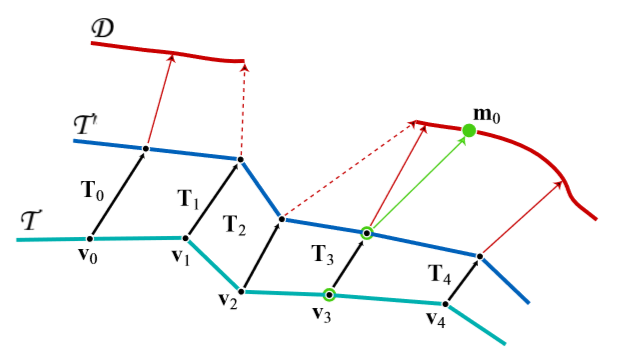 𝒟
m₀
𝒯′
T₀
T₁
T₂
T₃
T₄
𝒯
v₀
v₁
v₂
v₃
v₄